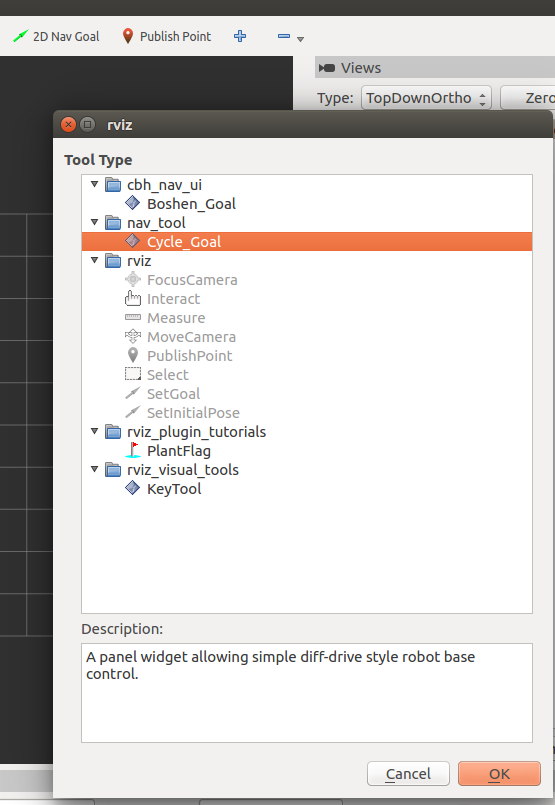 2D Nav Goal Publish Point
Views
Type: TopDownOrtho Zero
rviz
Tool Type
cbh_nav_ui
Boshen_Goal
nav_tool
Cycle_Goal
rviz
FocusCamera
Interact
Measure
MoveCamera
PublishPoint
Select
SetGoal
SetInitialPose
rviz_plugin_tutorials
PlantFlag
rviz_visual_tools
KeyTool
Description:
A panel widget allowing simple diff-drive style robot base
control.
Cancel OK